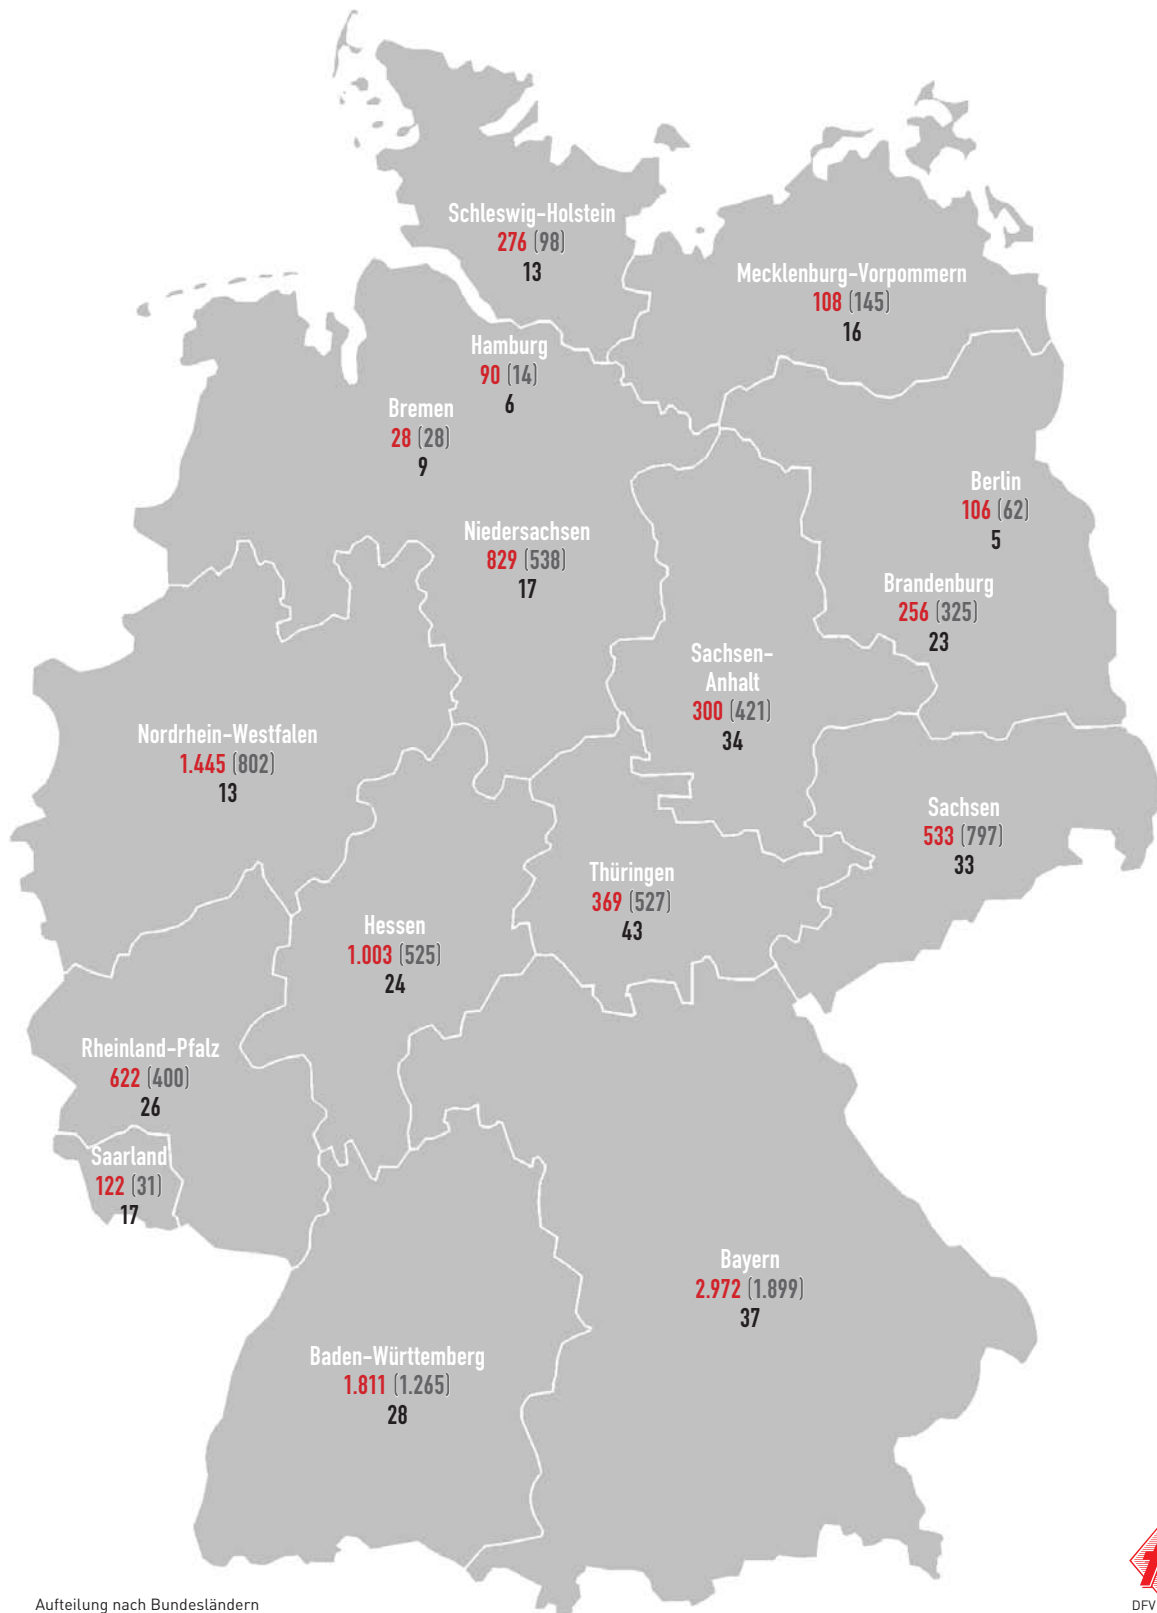 Schleswig-Holstein
276 (98)
13
Mecklenburg-Vorpommern
108 (145)
16
Hamburg
90 (14)
6
Bremen
28 (28)
9
Berlin
106 (62)
5
Niedersachsen
829 (538)
17
Brandenburg
256 (325)
23
Sachsen-
Anhalt
300 (421)
34
Nordrhein-Westfalen
1.445 (802)
13
Sachsen
533 (797)
33
Thüringen
369 (527)
43
Hessen
1.003 (525)
24
Rheinland-Pfalz
622 (400)
26
Saarland
122 (31)
17
Bayern
2.972 (1.899)
37
Baden-Württemberg
1.811 (1.265)
28
Aufteilung nach Bundesländern
DFV